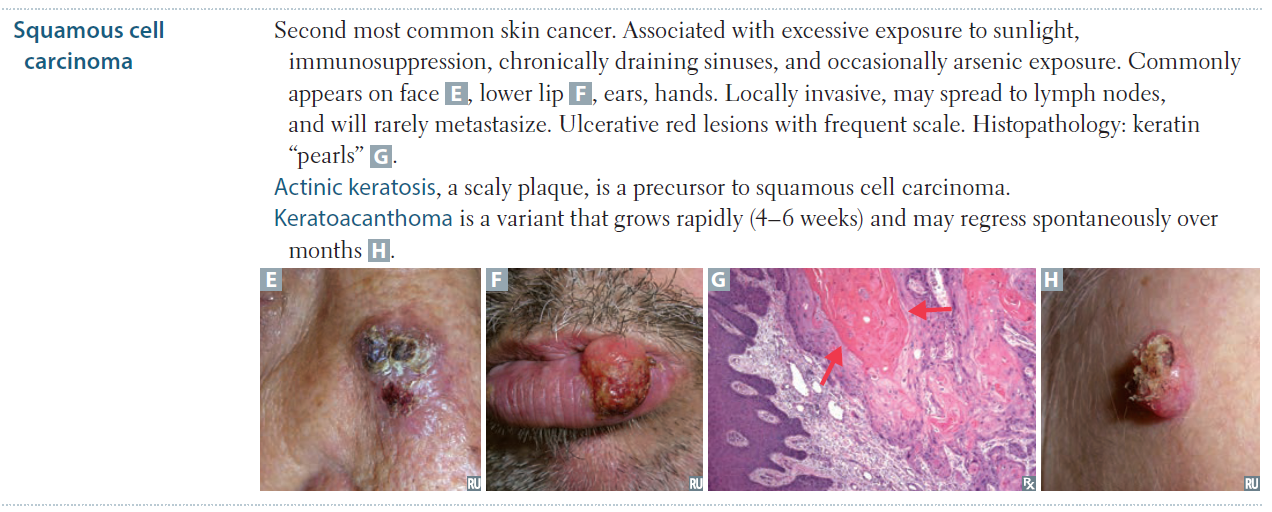 Squamous cell
carcinoma
Second most common skin cancer. Associated with excessive exposure to sunlight,
immunosuppression, chronically draining sinuses, and occasionally arsenic exposure. Commonly
appears on face E, lower lip F, ears, hands. Locally invasive, may spread to lymph nodes,
and will rarely metastasize. Ulcerative red lesions with frequent scale. Histopathology: keratin
“pearls” G.
Actinic keratosis, a scaly plaque, is a precursor to squamous cell carcinoma.
Keratoacanthoma is a variant that grows rapidly (4–6 weeks) and may regress spontaneously over
months H.
E F G H
RU RU Rx RU